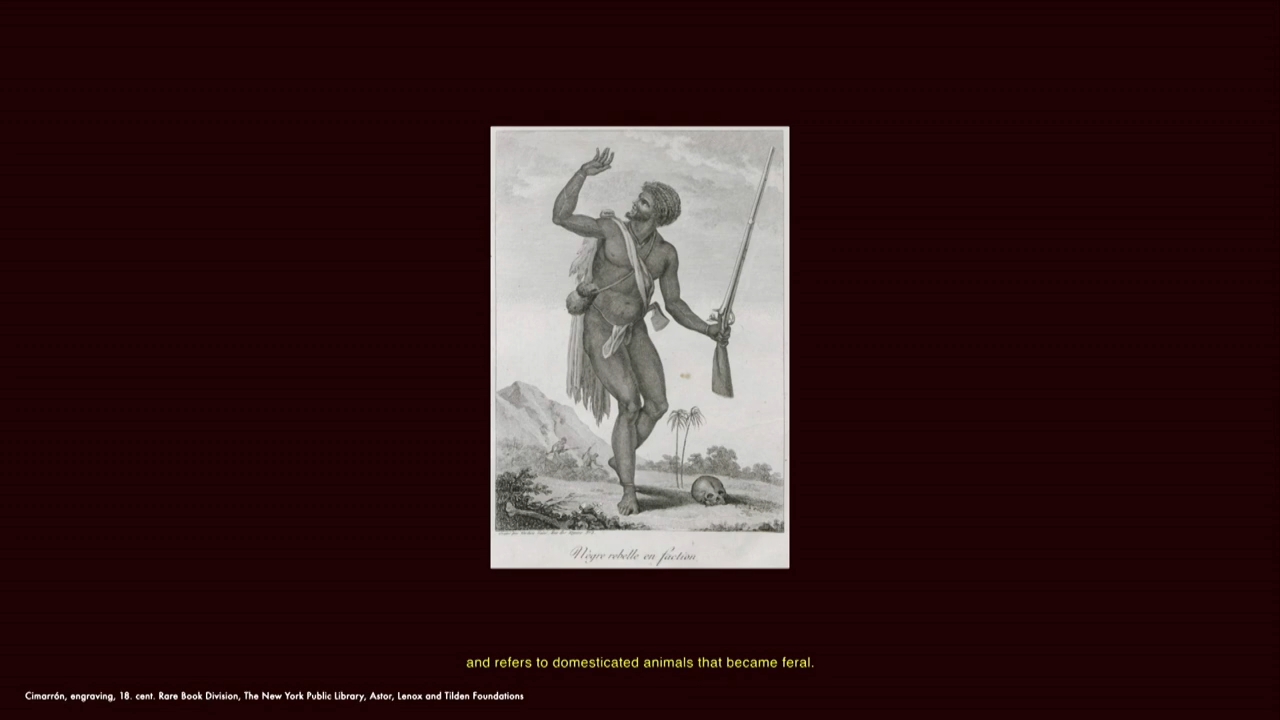 Nègre rebelle en faction
and refers to domesticated animals that became feral.
Cimarrón, engraving, 18. cent. Rare Book Division, The New York Public Library, Astor, Lenox and Tilden Foundations